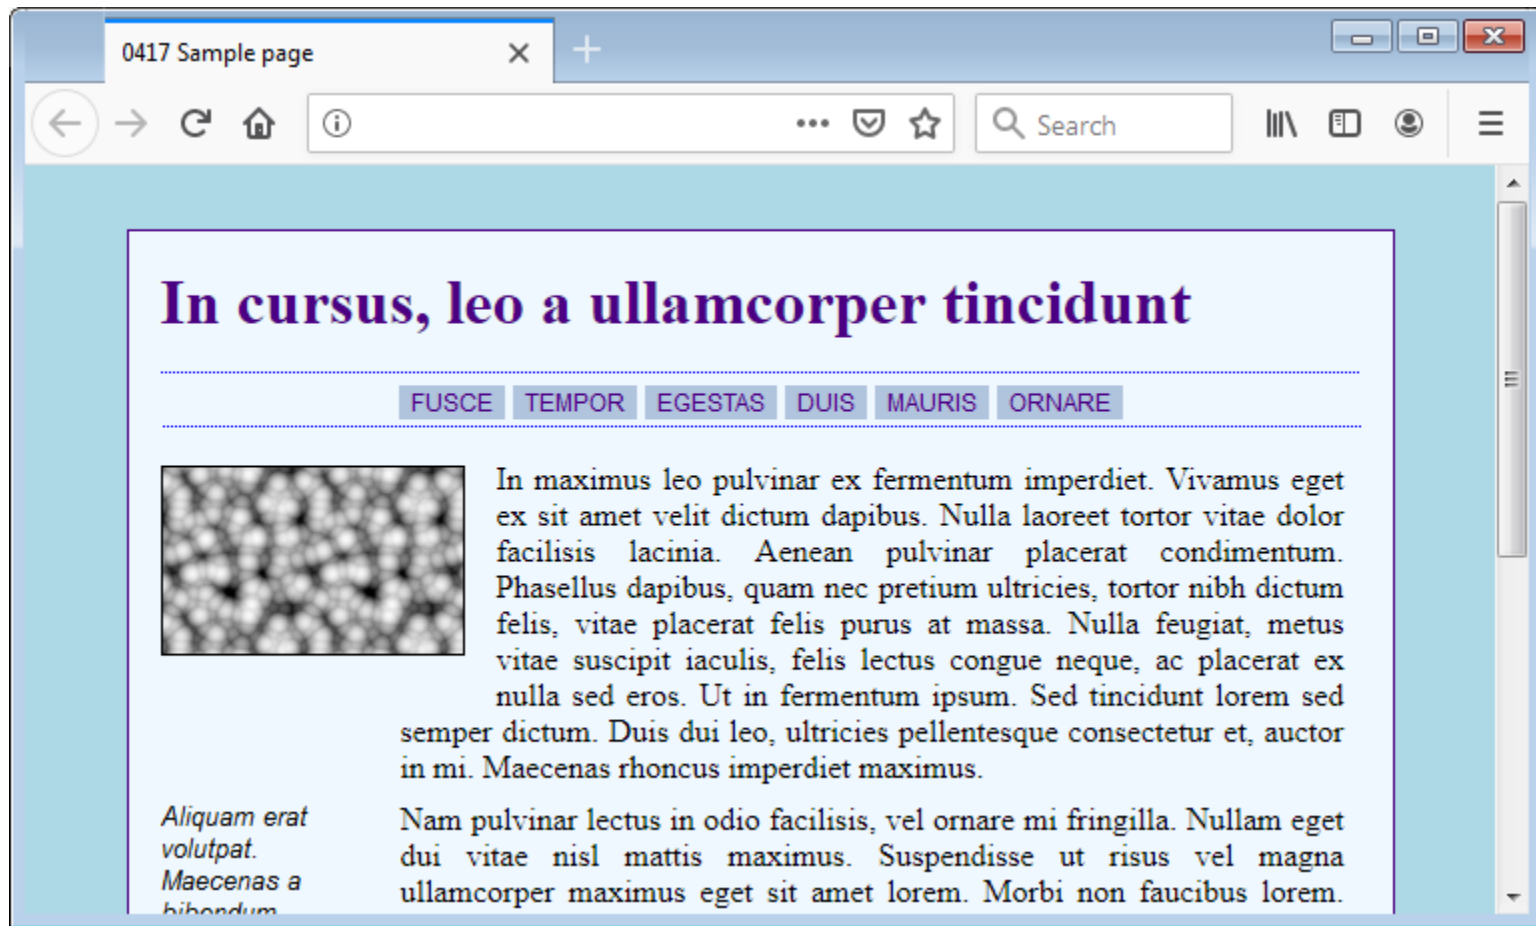 0417 Sample page
Search
In cursus, leo a ullamcorper tincidunt
FUSCE TEMPOR EGESTAS DUIS MAURIS ORNARE
In maximus leo pulvinar ex fermentum imperdiet. Vivamus eget
ex sit amet velit dictum dapibus. Nulla laoreet tortor vitae dolor
facilisis lacinia. Aenean pulvinar placerat condimentum.
Phasellus dapibus, quam nec pretium ultricies, tortor nibh dictum
felis, vitae placerat felis purus at massa. Nulla feugiat, metus
vitae suscipit iaculis, felis lectus congue neque, ac placerat ex
nulla sed eros. Ut in fermentum ipsum. Sed tincidunt lorem sed
semper dictum. Duis dui leo, ultricies pellentesque consectetur et, auctor
in mi. Maecenas rhoncus imperdiet maximus.
Aliquam erat
volutpat.
Maecenas a
bibendum
Nam pulvinar lectus in odio facilisis, vel ornare mi fringilla. Nullam eget
dui vitae nisl mattis maximus. Suspendisse ut risus vel magna
ullamcorper maximus eget sit amet lorem. Morbi non faucibus lorem.